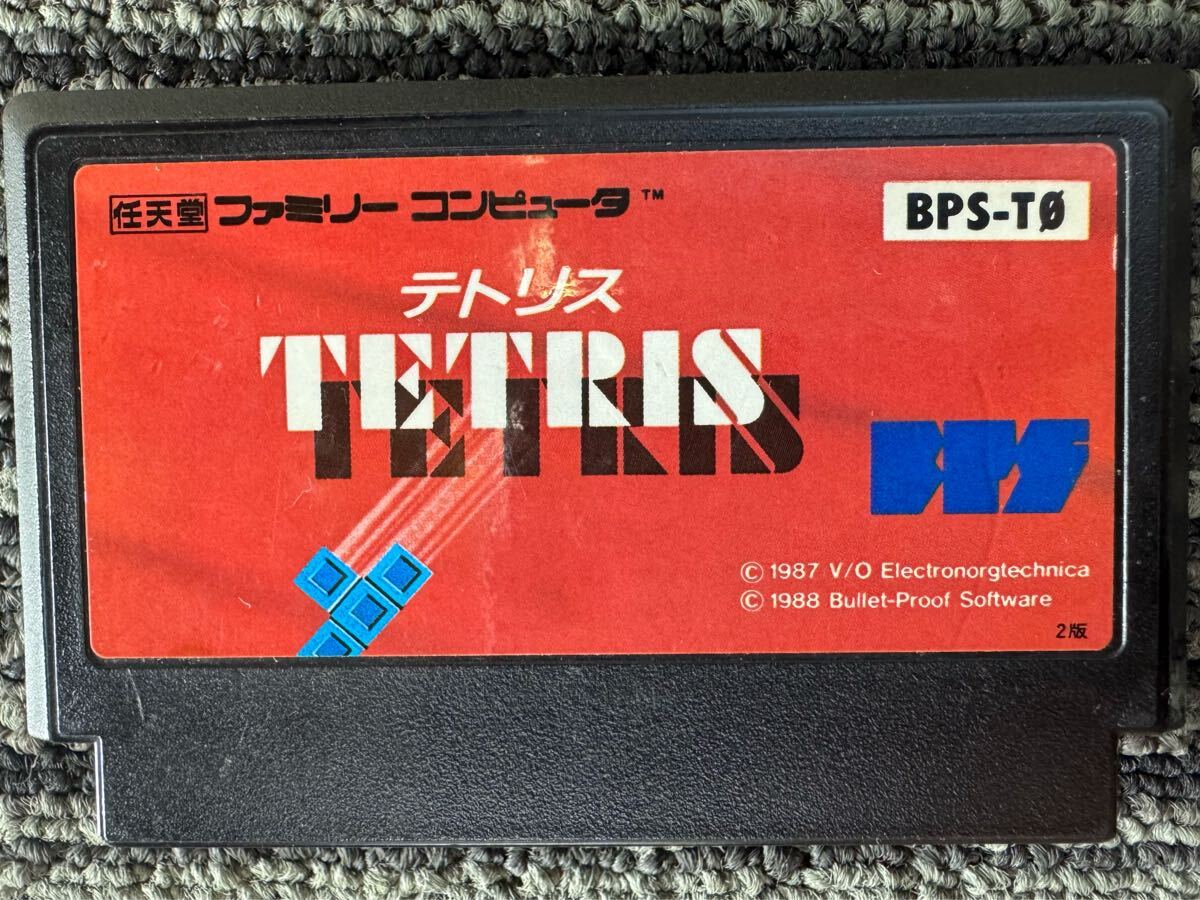 任天堂 ファミリー コンピュータ™
BPS-TØ
テトリス
TETRIS
BPS
© 1987 V/O Electronorgtechnica
© 1988 Bullet-Proof Software
2版